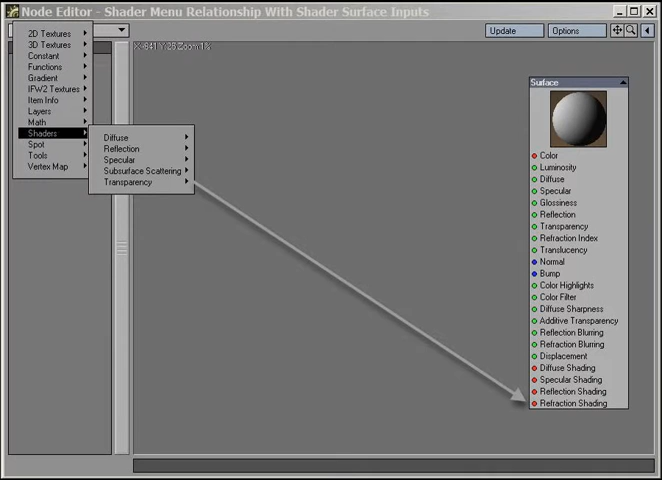 Node Editor - Shader Menu Relationship With Shader Surface Inputs
Update
Options
2D Textures
3D Textures
Constant
Functions
Gradient
IFW2 Textures
Item Info
Layers
Math
Shaders
Spot
Tools
Vertex Map
Diffuse
Reflection
Specular
Subsurface Scattering
Transparency
Surface
Color
Luminosity
Diffuse
Specular
Glossiness
Reflection
Transparency
Refraction Index
Translucency
Normal
Bump
Color Highlights
Color Filter
Diffuse Sharpness
Additive Transparency
Reflection Blurring
Refraction Blurring
Displacement
Diffuse Shading
Specular Shading
Reflection Shading
Refraction Shading